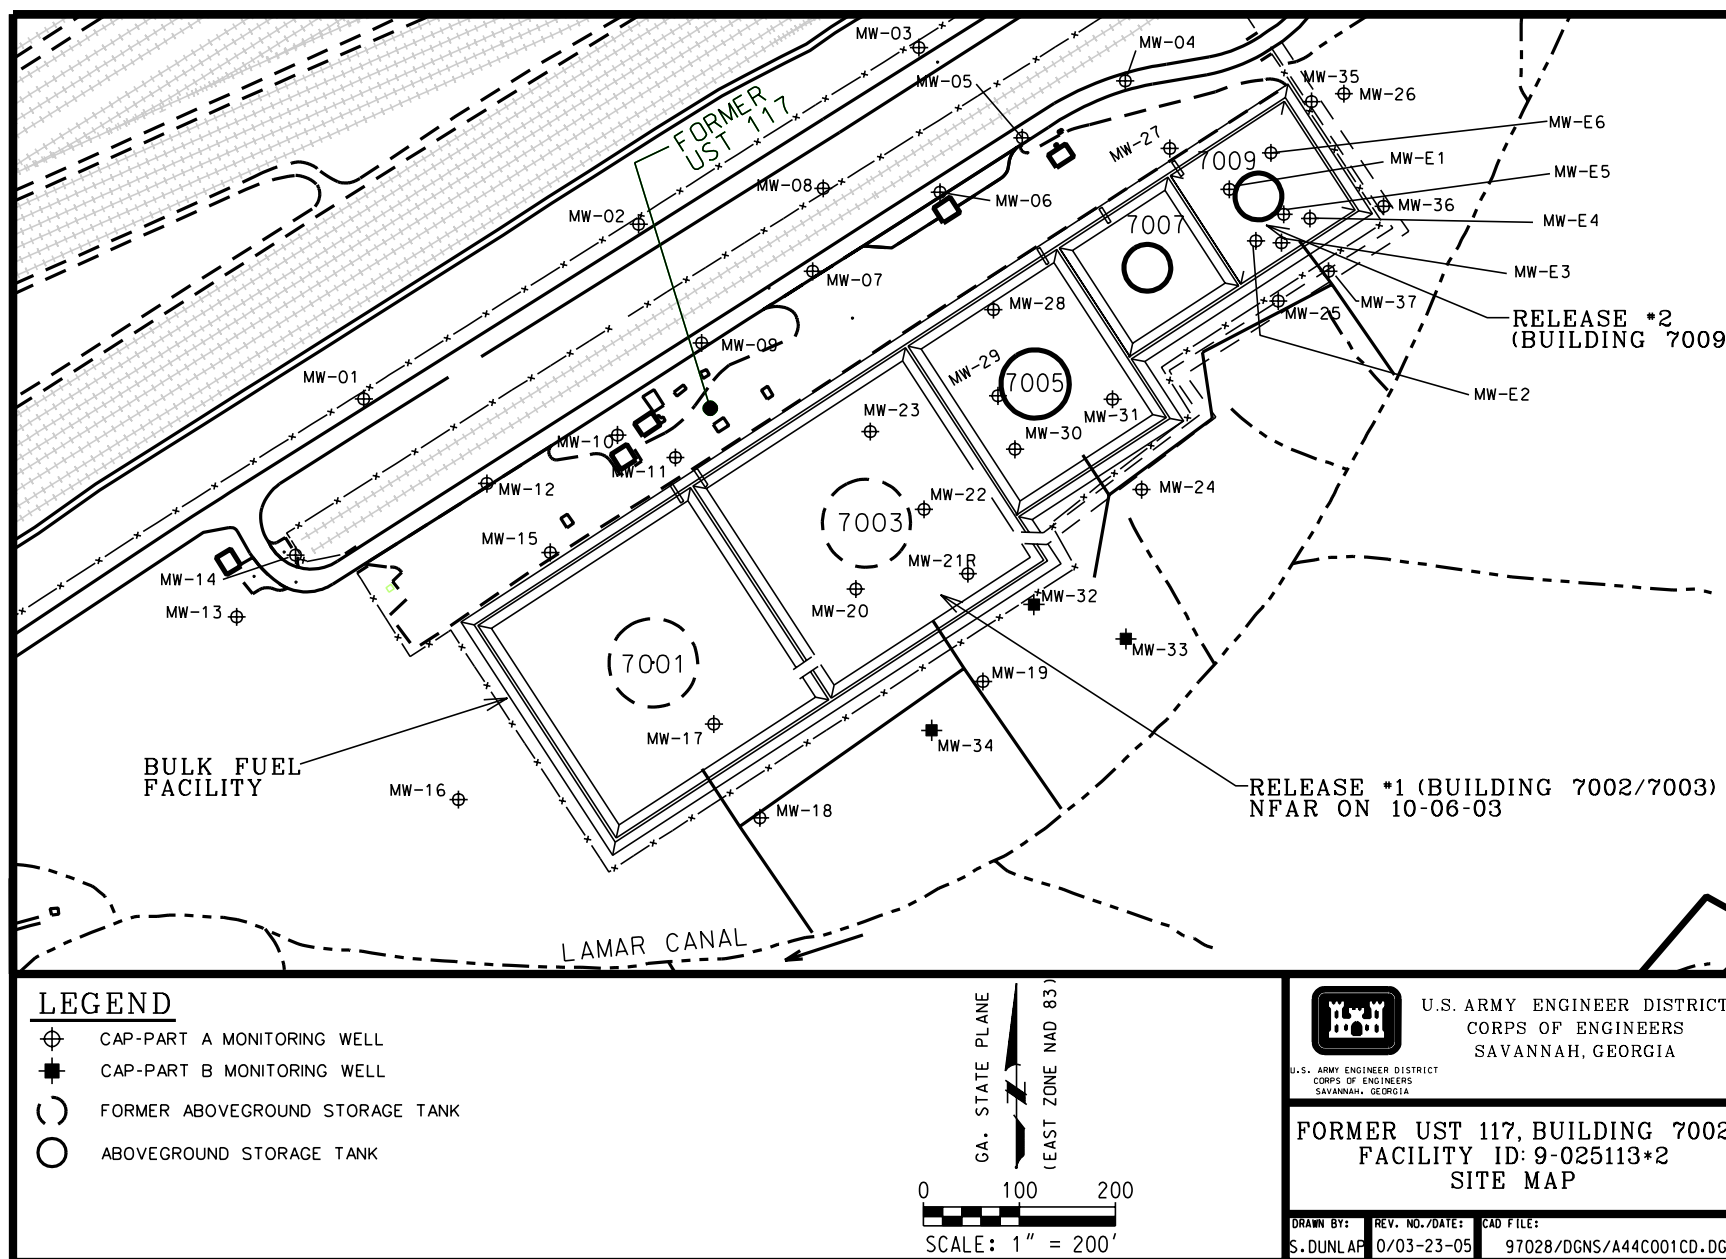 MW-03
MW-04
MW-05
MW-35
MW-26
FORMER
UST 117
MW-27
MW-E6
7009
MW-E1
MW-E5
MW-08
MW-06
MW-36
MW-02
7007
MW-E4
MW-07
MW-E3
MW-28
MW-37
MW-25
RELEASE #2
(BUILDING 7009
MW-09
MW-29
MW-01
7005
MW-E2
MW-23
MW-31
MW-10
MW-30
MW-11
MW-12
MW-24
MW-22
7003
MW-15
MW-21R
MW-14
MW-32
MW-20
MW-13
MW-33
7001
MW-19
MW-17
MW-34
BULK FUEL
FACILITY
MW-16
RELEASE #1 (BUILDING 7002/7003)
NFAR ON 10-06-03
MW-18
LAMAR CANAL
LEGEND
CAP-PART A MONITORING WELL
CAP-PART B MONITORING WELL
FORMER ABOVEGROUND STORAGE TANK
ABOVEGROUND STORAGE TANK
GA. STATE PLANE
(EAST ZONE NAD 83)
0 100 200
SCALE: 1" = 200'
U.S. ARMY ENGINEER DISTRICT
CORPS OF ENGINEERS
SAVANNAH, GEORGIA
U.S. ARMY ENGINEER DISTRICT
CORPS OF ENGINEERS
SAVANNAH, GEORGIA
FORMER UST 117, BUILDING 7002
FACILITY ID: 9-025113*2
SITE MAP
DRAWN BY:
S.DUNLAP
REV. NO./DATE:
0/03-23-05
CAD FILE:
97028/DGNS/A44C001CD.DG